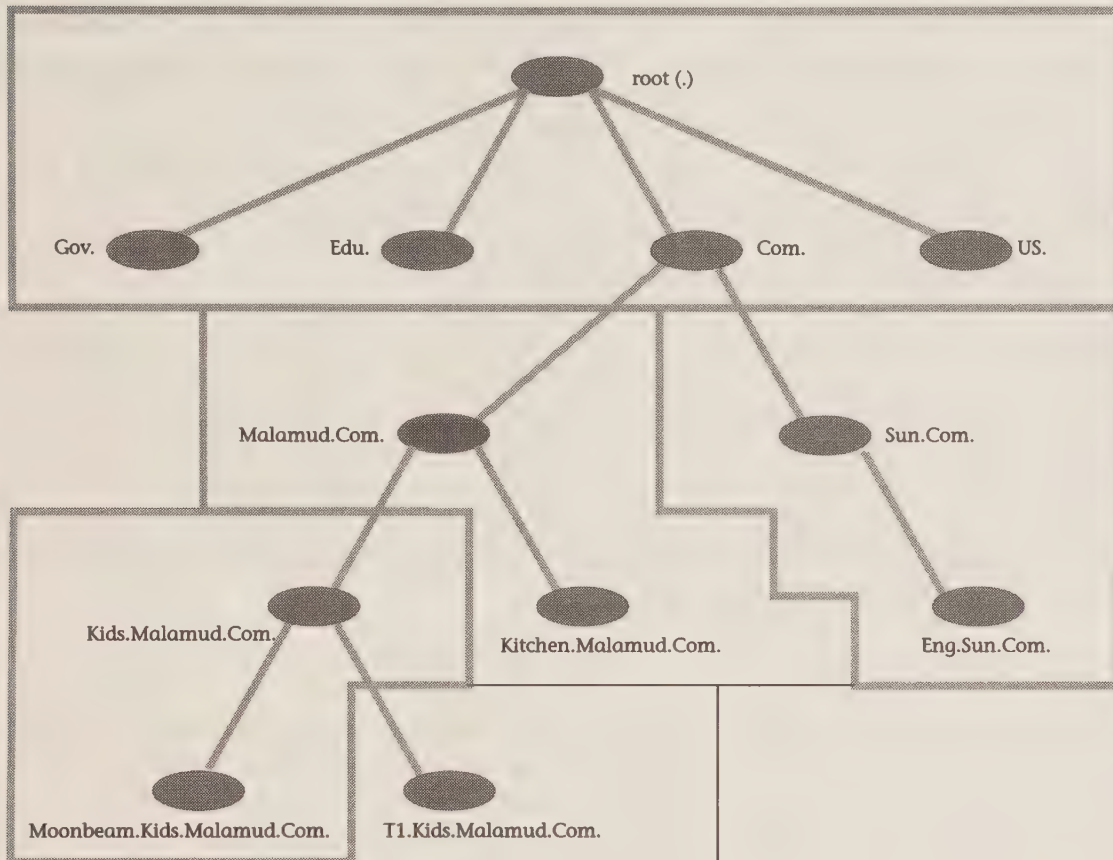 root (.)
Gov.
Edu.
Com.
US.
Malamud.Com.
Sun.Com.
Kids.Malamud.Com.
Kitchen.Malamud.Com.
Eng.Sun.Com.
Moonbeam.Kids.Malamud.Com.
T1.Kids.Malamud.Com.